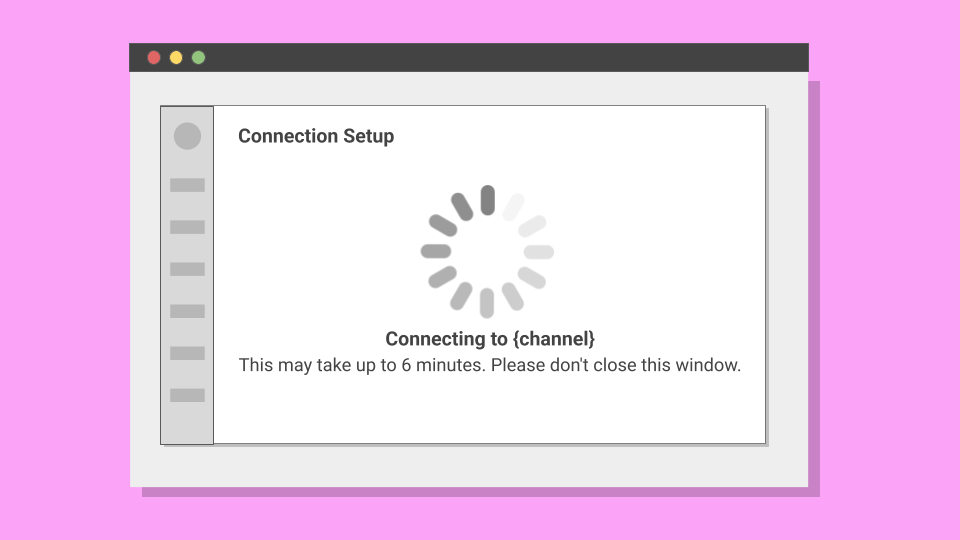 Connection Setup
Connecting to {channel}
This may take up to 6 minutes. Please don't close this window.